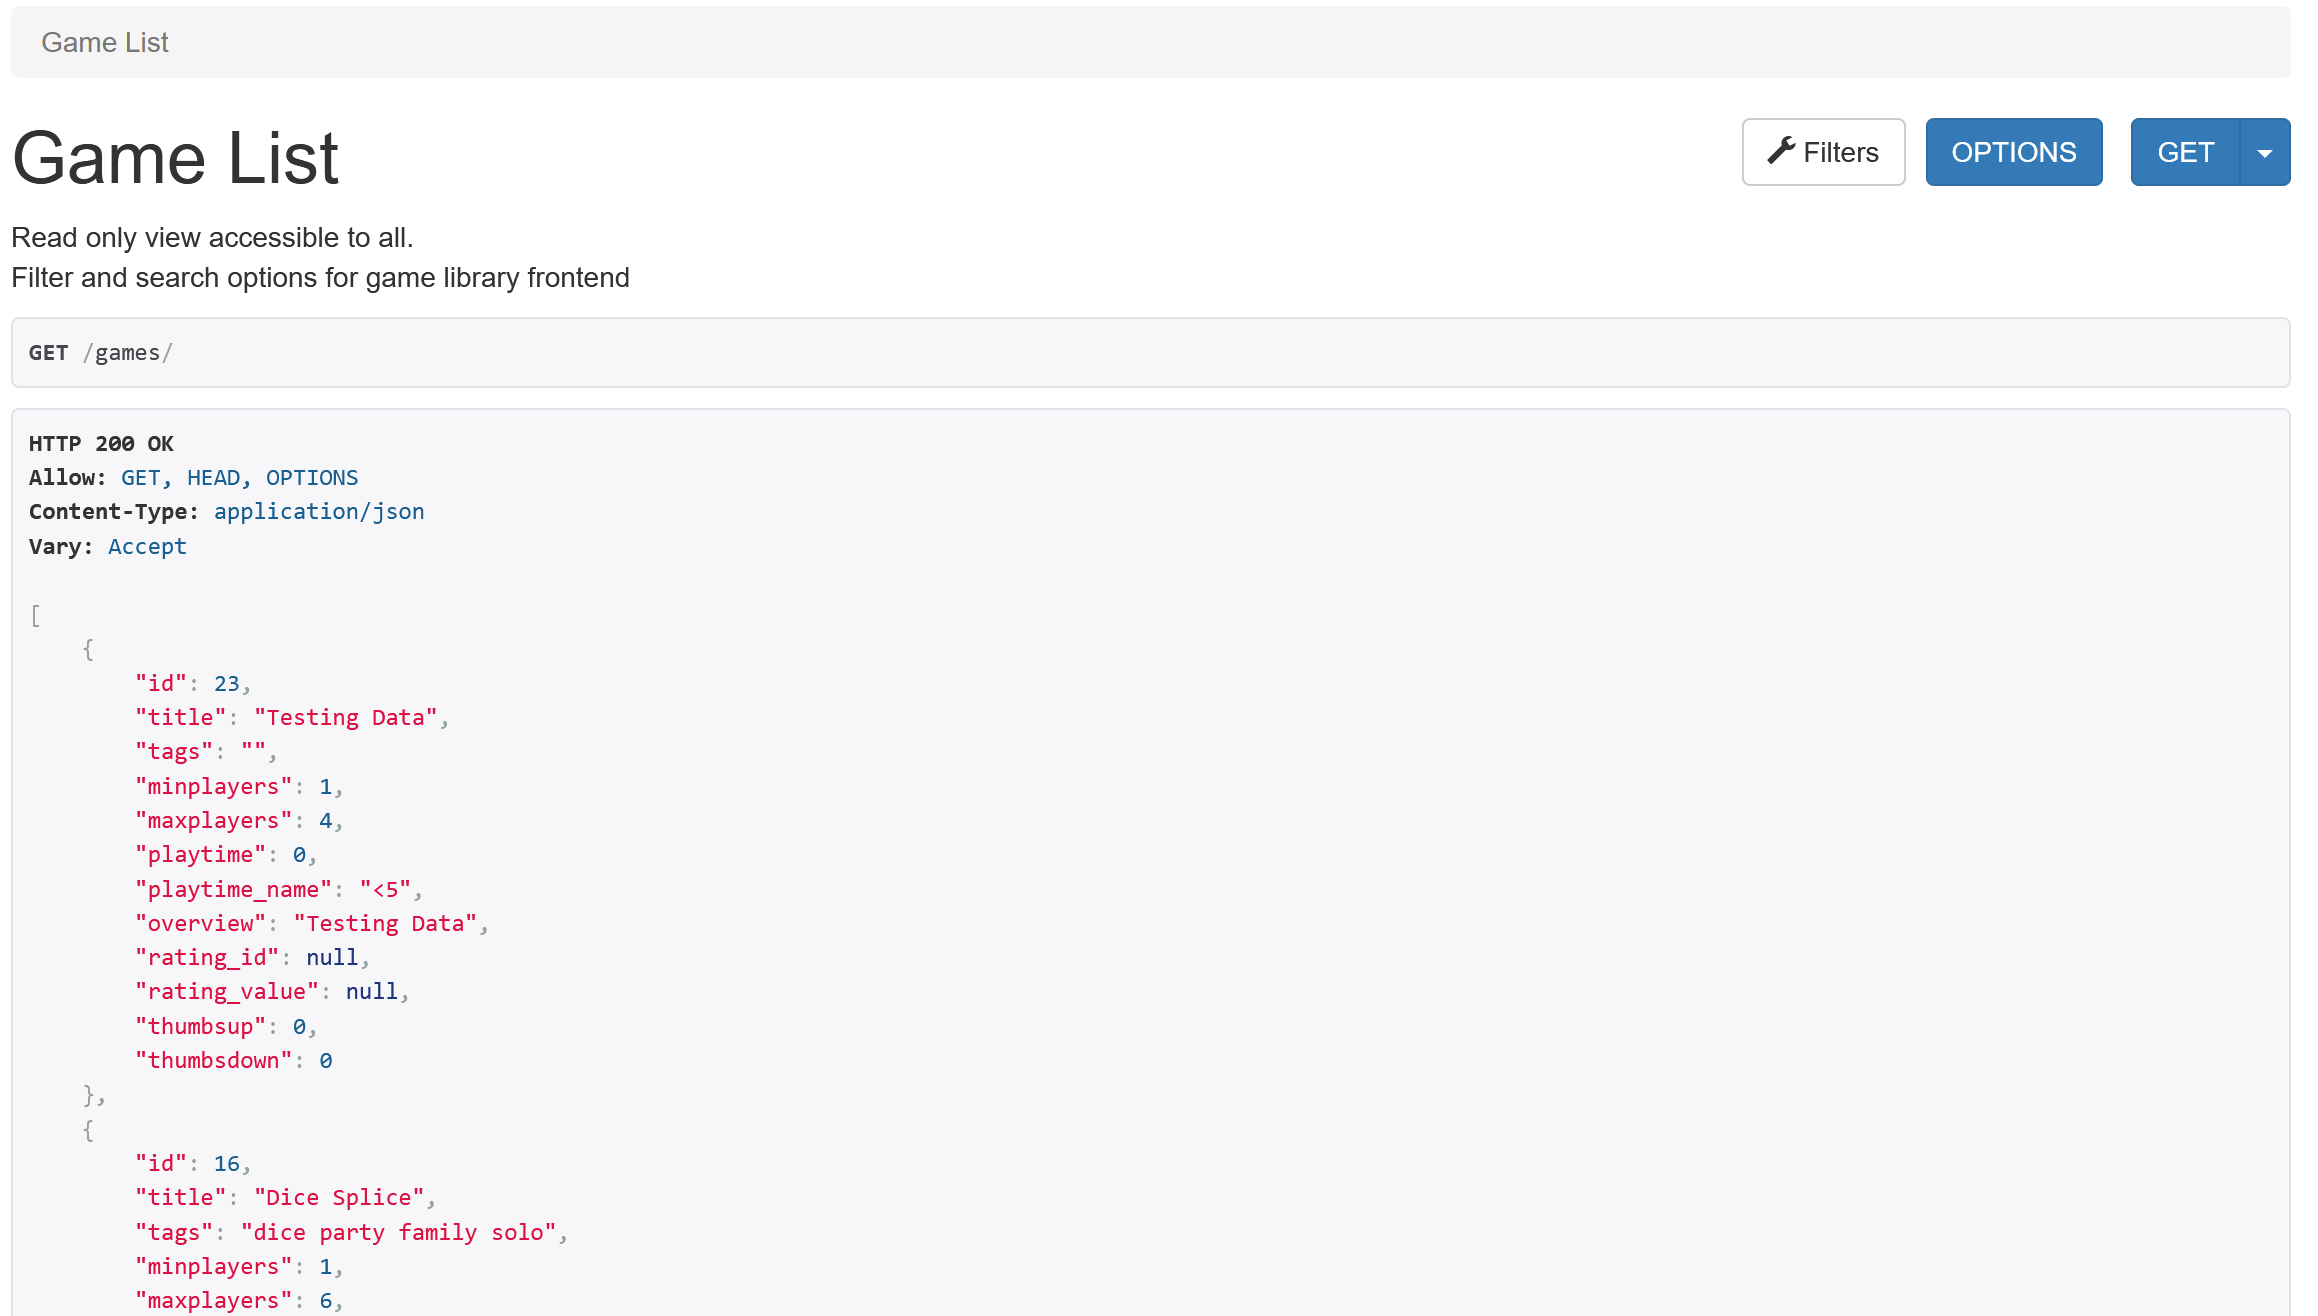 Game List
Game List
Filters
OPTIONS
GET
Read only view accessible to all.
Filter and search options for game library frontend
GET /games/
HTTP 200 OK
Allow: GET, HEAD, OPTIONS
Content-Type: application/json
Vary: Accept
[
    {
        "id": 23,
        "title": "Testing Data",
        "tags": "",
        "minplayers": 1,
        "maxplayers": 4,
        "playtime": 0,
        "playtime_name": "<5",
        "overview": "Testing Data",
        "rating_id": null,
        "rating_value": null,
        "thumbsup": 0,
        "thumbsdown": 0
    },
    {
        "id": 16,
        "title": "Dice Splice",
        "tags": "dice party family solo",
        "minplayers": 1,
        "maxplayers": 6,